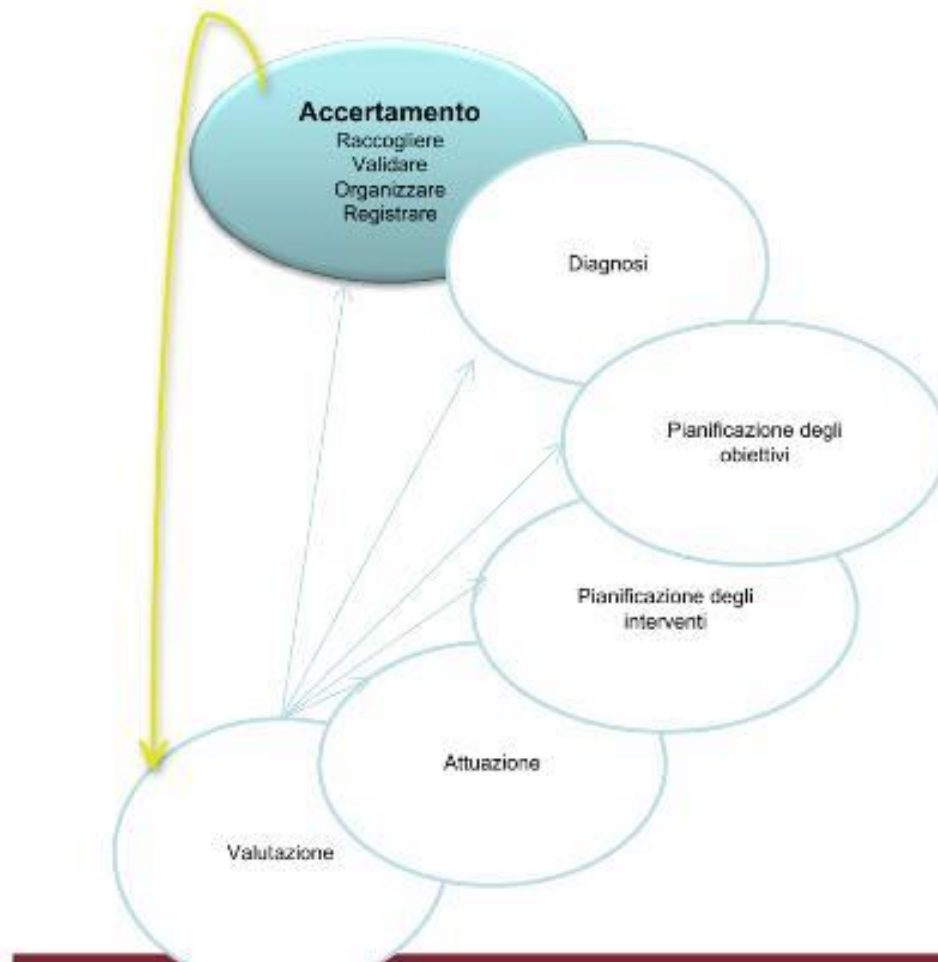 Accertamento
Raccogliere
Validare
Organizzare
Registrare
Diagnosi
Pianificazione degli
obiettivi
Pianificazione degli
interventi
Attuazione
Valutazione